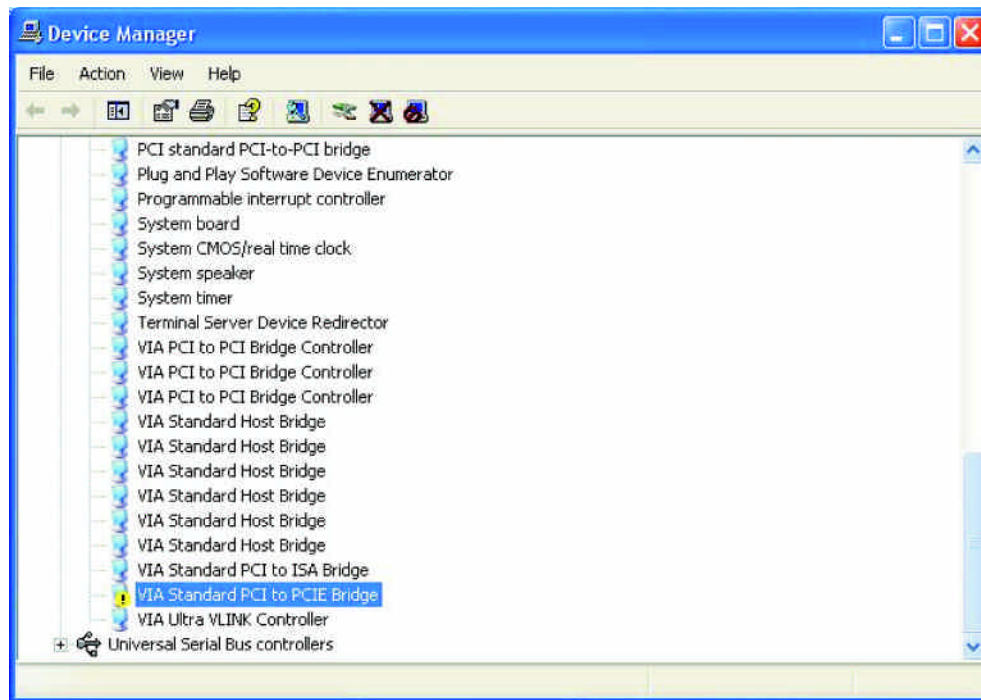 Device Manager
File Action View Help
PCI standard PCI-to-PCI bridge
Plug and Play Software Device Enumerator
Programmable interrupt controller
System board
System CMOS/real time clock
System speaker
System timer
Terminal Server Device Redirector
VIA PCI to PCI Bridge Controller
VIA PCI to PCI Bridge Controller
VIA PCI to PCI Bridge Controller
VIA Standard Host Bridge
VIA Standard Host Bridge
VIA Standard Host Bridge
VIA Standard Host Bridge
VIA Standard Host Bridge
VIA Standard Host Bridge
VIA Standard PCI to ISA Bridge
VIA Standard PCI to PCIE Bridge
VIA Ultra VLINK Controller
Universal Serial Bus controllers